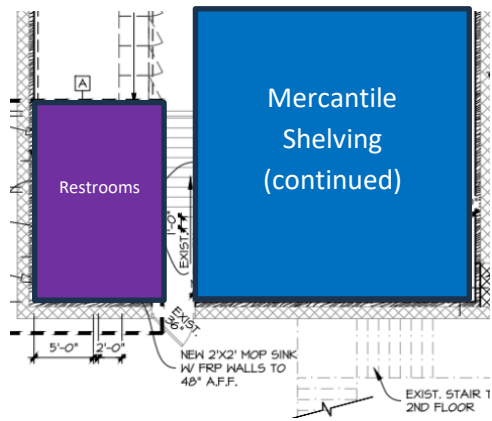 A
Mercantile
Shelving
(continued)
Restrooms
1'-0"
EXIST.
EXIST.
36"
5'-0"
2'-0"
NEW 2'X2' MOP SINK
W/ FRP WALLS TO
48" A.F.F.
EXIST. STAIR T
2ND FLOOR